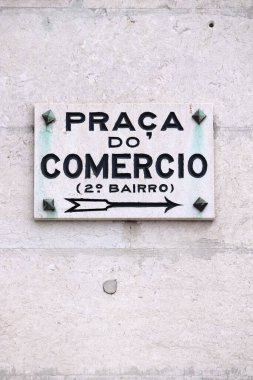 PRAÇA
DO
COMERCIO
(2º BAIRRO)